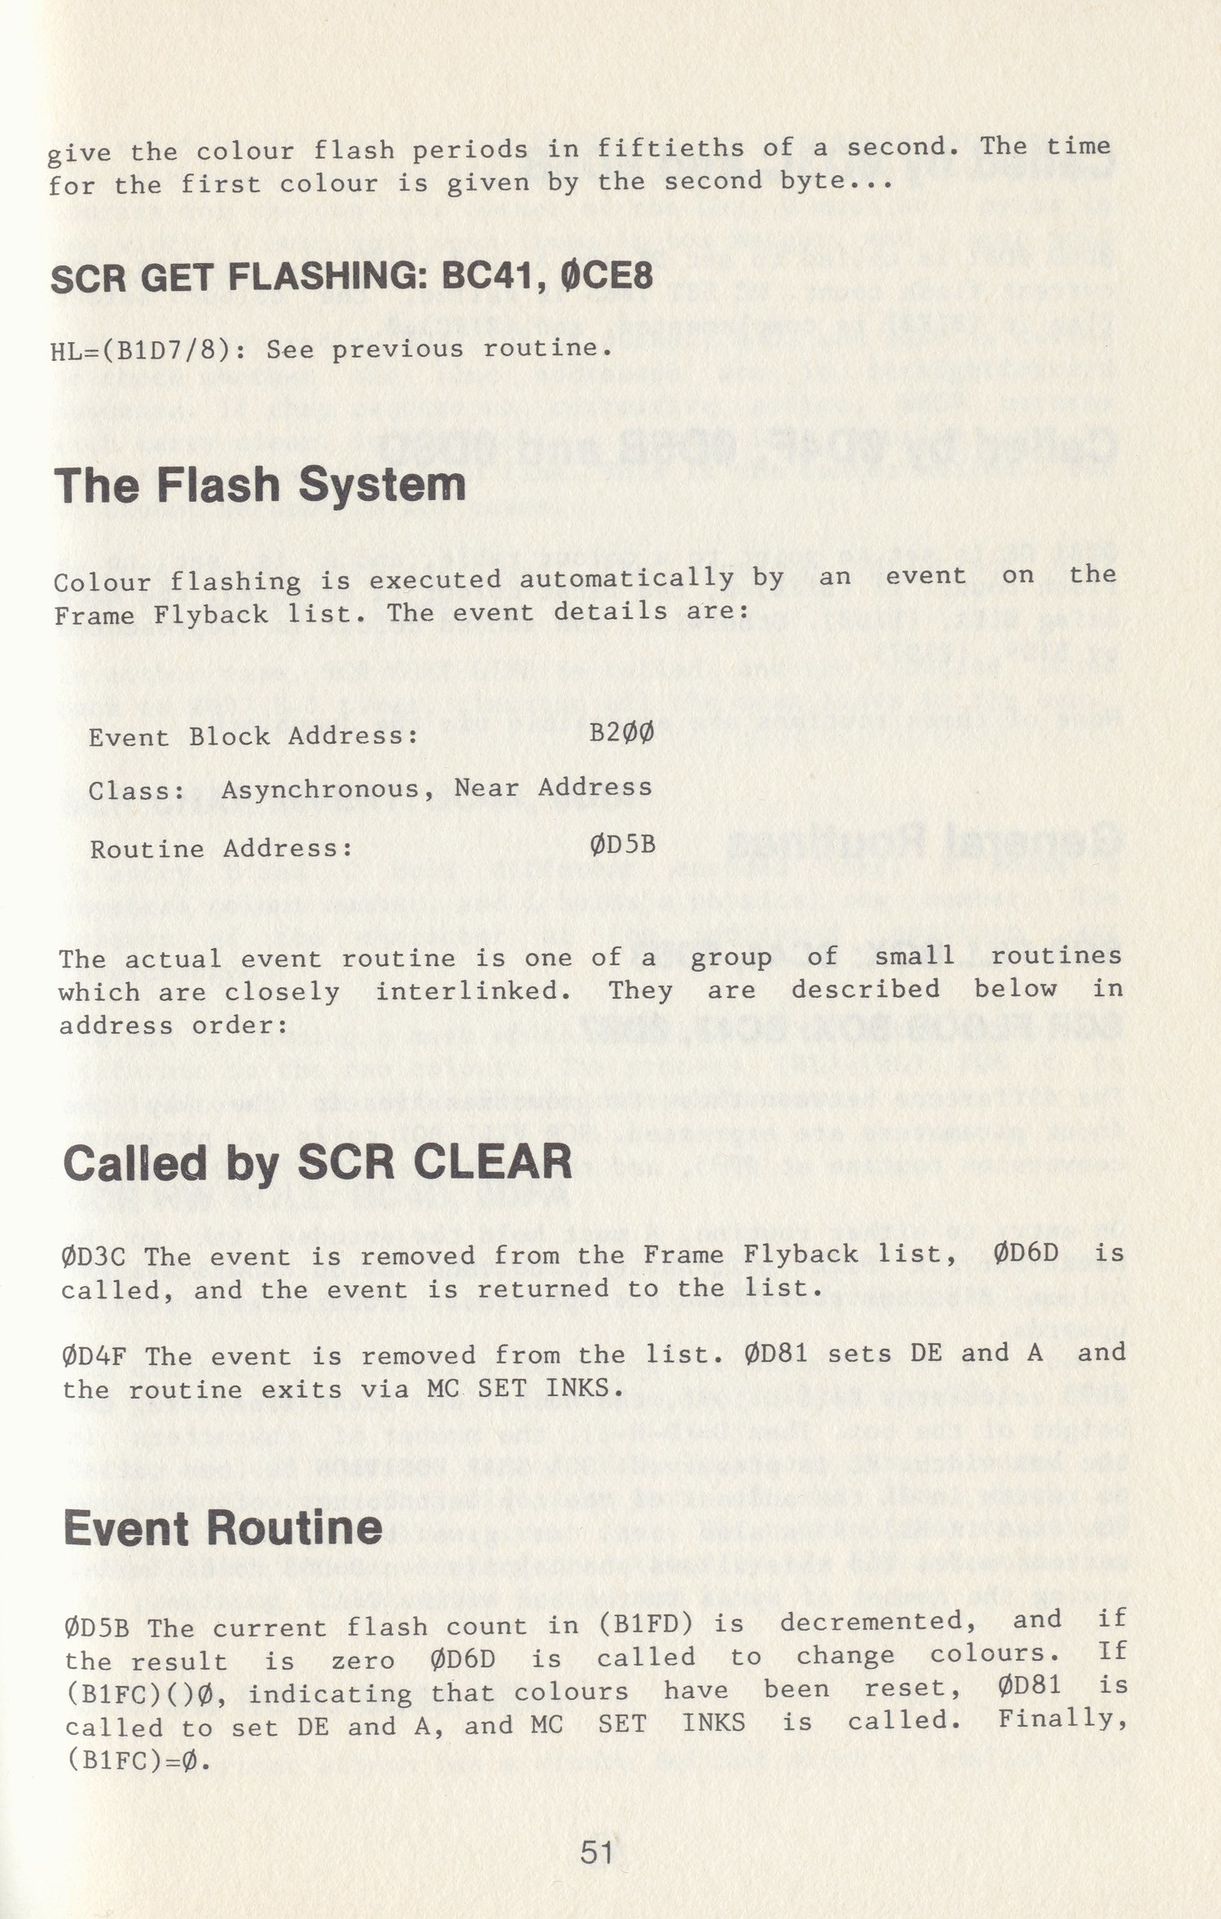 give the colour flash periods in fiftieths of a second. The time
for the first colour is given by the second byte...
SCR GET FLASHING: BC41, ØCE8
HL=(B1D7/8): See previous routine.
The Flash System
Colour flashing is executed automatically by an event on the
Frame Flyback list. The event details are:
Event Block Address: B2ØØ
Class: Asynchronous, Near Address
Routine Address: ØD5B
The actual event routine is one of a group of small routines
which are closely interlinked. They are described below in
address order:
Called by SCR CLEAR
ØD3C The event is removed from the Frame Flyback list, ØD6D is
called, and the event is returned to the list.
ØD4F The event is removed from the list. ØD81 sets DE and A and
the routine exits via MC SET INKS.
Event Routine
ØD5B The current flash count in (B1FD) is decremented, and if
the result is zero ØD6D is called to change colours. If
(B1FC)()Ø, indicating that colours have been reset, ØD81 is
called to set DE and A, and MC SET INKS is called. Finally,
(B1FC)=Ø.
51